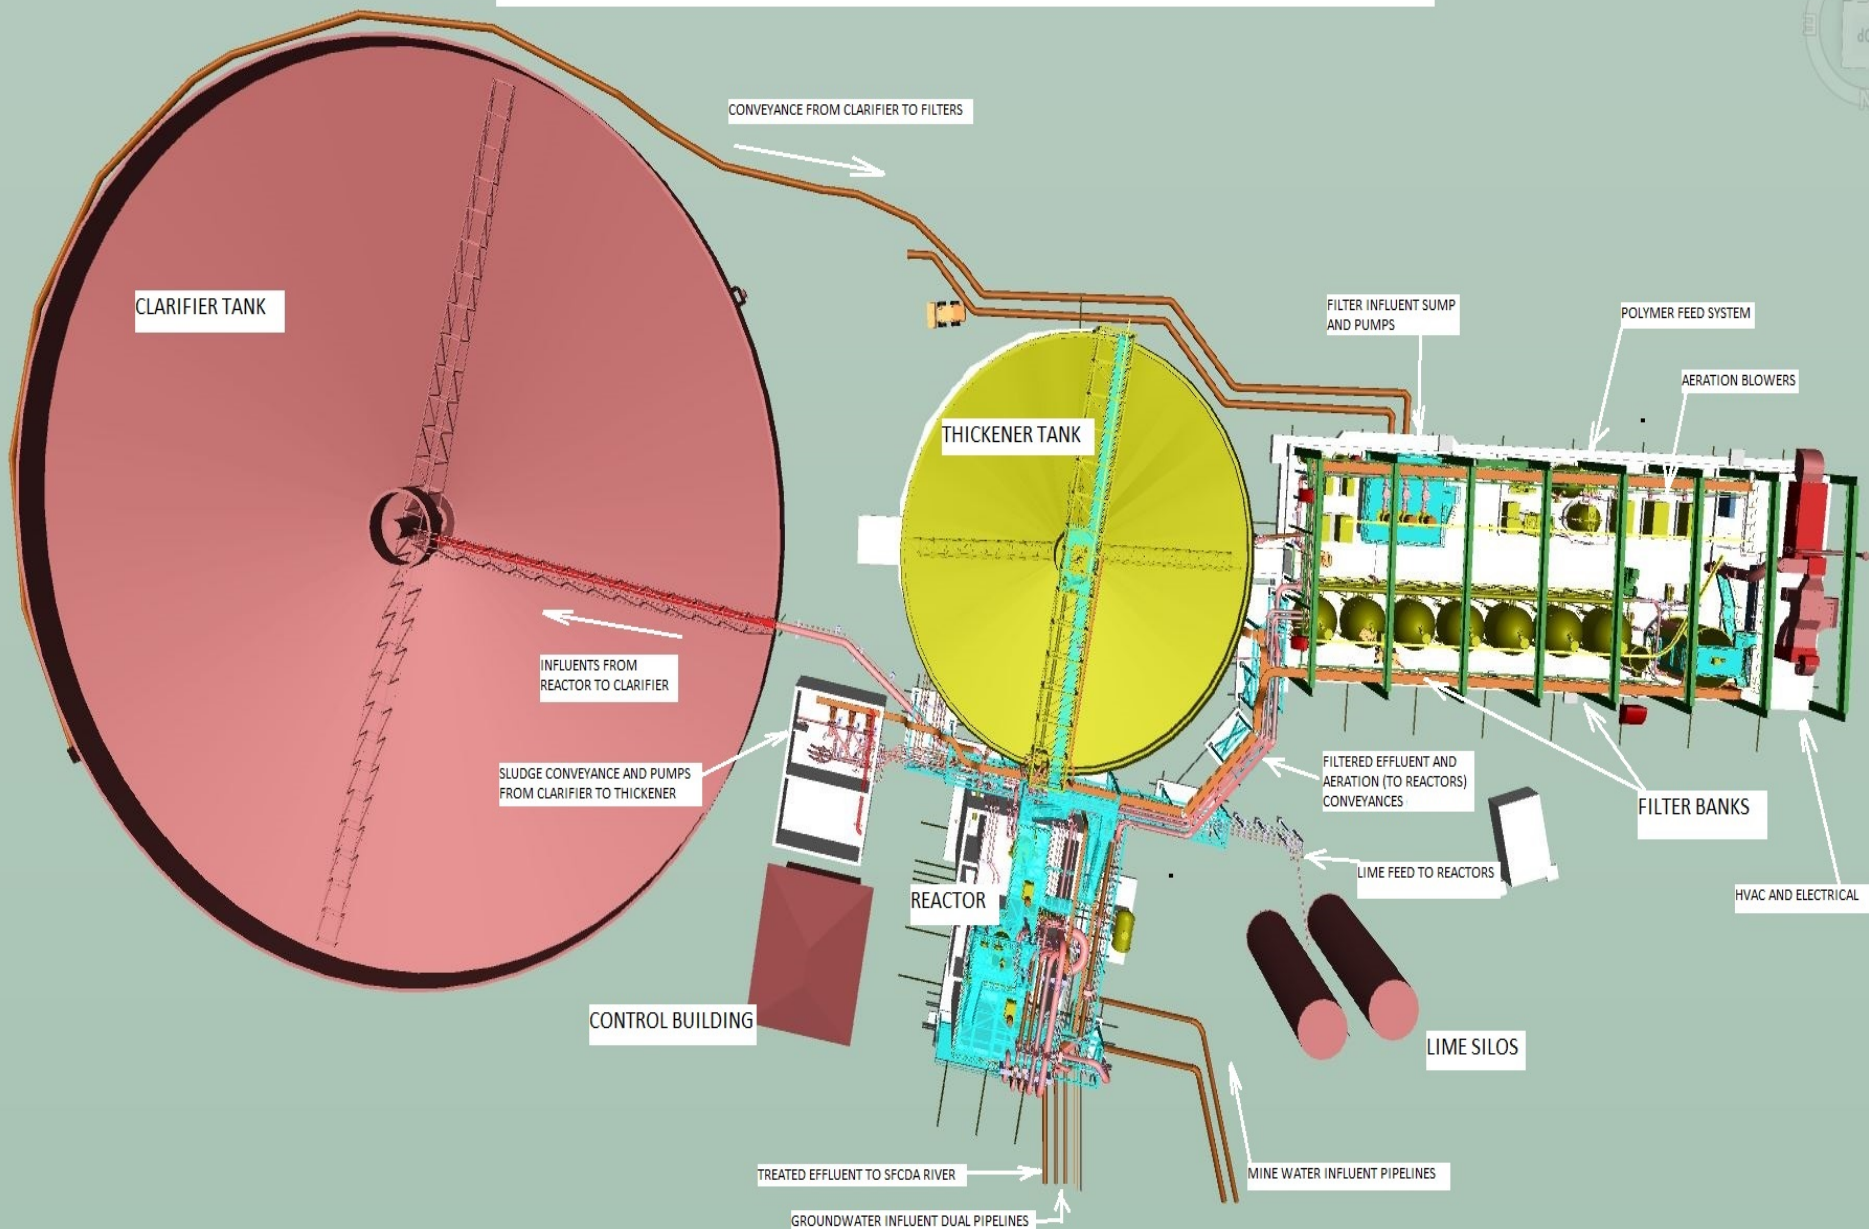 CONVEYANCE FROM CLARIFIER TO FILTERS
CLARIFIER TANK
FILTER INFLUENT SUMP
AND PUMPS
POLYMER FEED SYSTEM
AERATION BLOWERS
THICKENER TANK
INFLUENTS FROM
REACTOR TO CLARIFIER
SLUDGE CONVEYANCE AND PUMPS
FROM CLARIFIER TO THICKENER
FILTERED EFFLUENT AND
AERATION (TO REACTORS)
CONVEYANCES
FILTER BANKS
LIME FEED TO REACTORS
HVAC AND ELECTRICAL
REACTOR
CONTROL BUILDING
LIME SILOS
TREATED EFFLUENT TO SFCDA RIVER
MINE WATER INFLUENT PIPELINES
GROUNDWATER INFLUENT DUAL PIPELINES
E